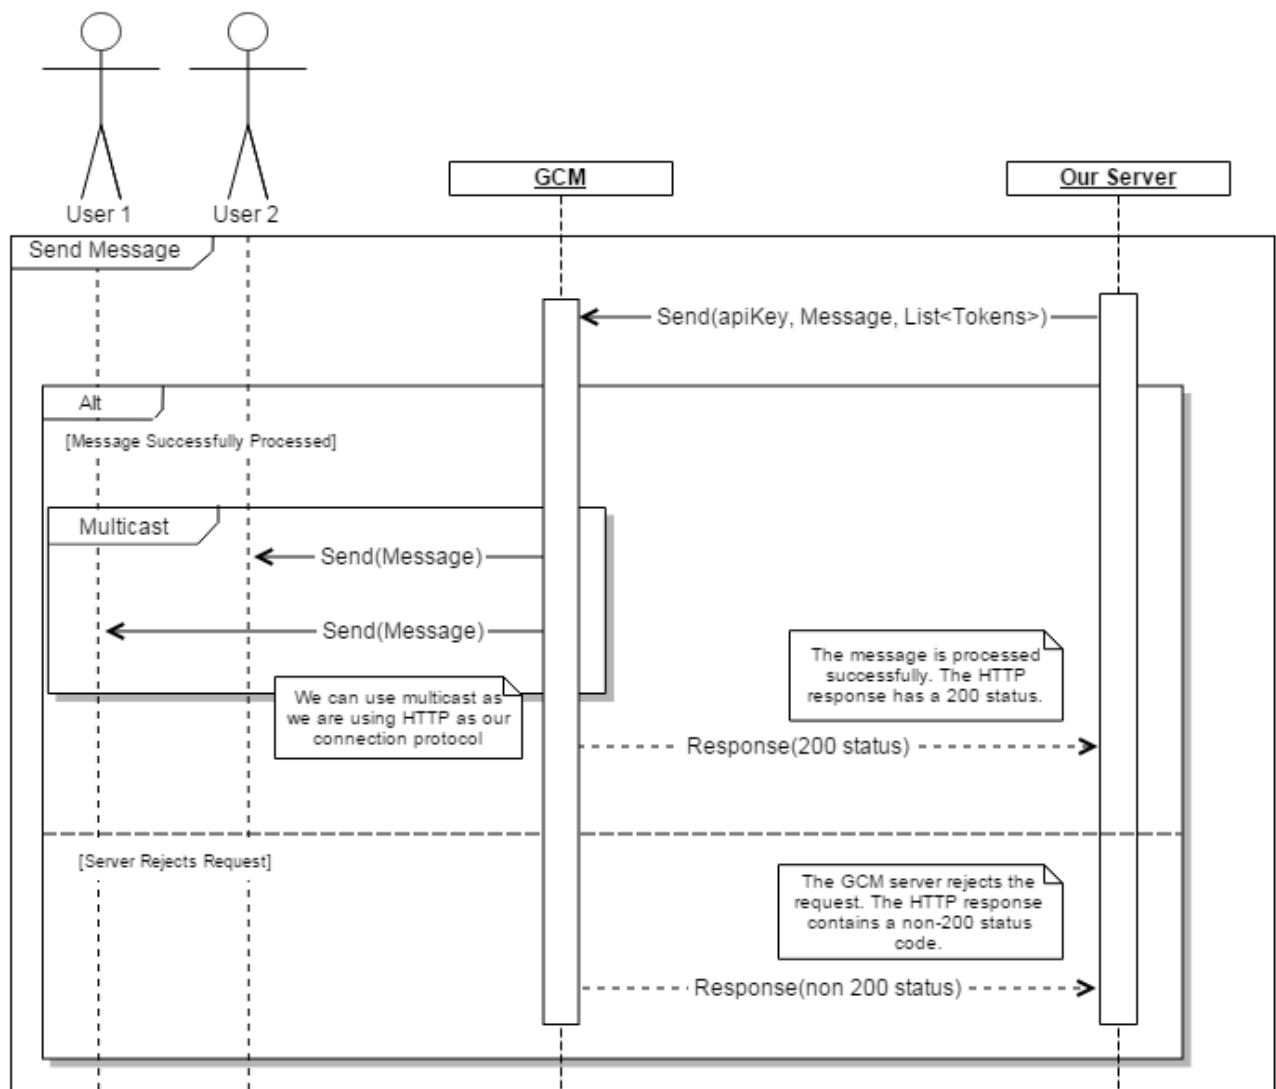 User 1
User 2
GCM
Our Server
Send Message
Send(apiKey, Message, List<Tokens>)
Alt
[Message Successfully Processed]
Multicast
Send(Message)
Send(Message)
The message is processed
successfully. The HTTP
response has a 200 status.
We can use multicast as
we are using HTTP as our
connection protocol
Response(200 status)
[Server Rejects Request]
The GCM server rejects the
request. The HTTP response
contains a non-200 status
code.
Response(non 200 status)